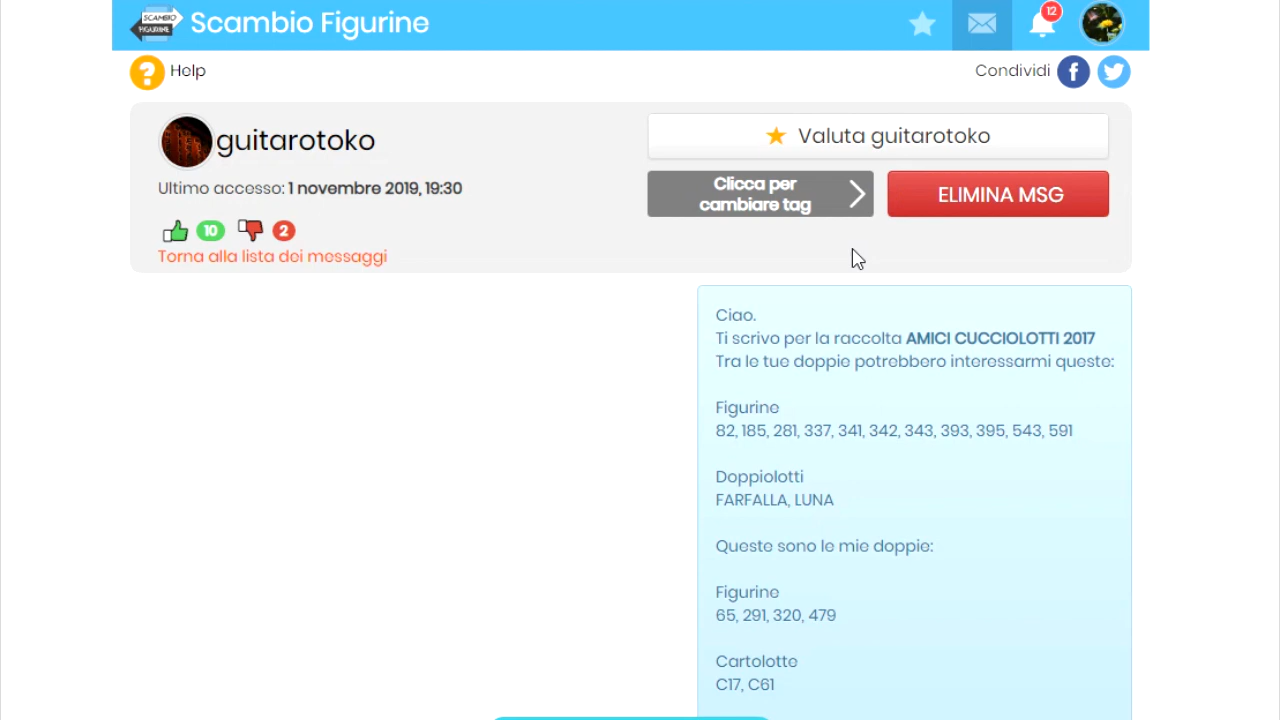 SCAMBIO
FIGURINE
Scambio Figurine
12
Help
Condividi
guitarotoko
Valuta guitarotoko
Ultimo accesso: 1 novembre 2019, 19:30
Clicca per
cambiare tag
ELIMINA MSG
10
2
Torna alla lista dei messaggi
Ciao.
Ti scrivo per la raccolta AMICI CUCCIOLOTTI 2017
Tra le tue doppie potrebbero interessarmi queste:
Figurine
82, 185, 281, 337, 341, 342, 343, 393, 395, 543, 591
Doppiolotti
FARFALLA, LUNA
Queste sono le mie doppie:
Figurine
65, 291, 320, 479
Cartolotte
C17, C61